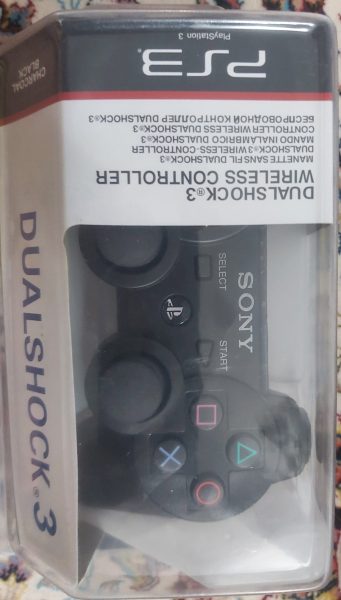 PS3
PlayStation 3
DUALSHOCK®3
WIRELESS CONTROLLER
MANETTE SANS FIL DUALSHOCK®3
DUALSHOCK®3 WIRELESS-CONTROLLER
MANDO INALÁMBRICO DUALSHOCK®3
CONTROLLER WIRELESS DUALSHOCK®3
БЕСПРОВОДНОЙ КОНТРОЛЛЕР DUALSHOCK®3
CHARCOAL
BLACK
DUALSHOCK®3
SELECT
START
SONY